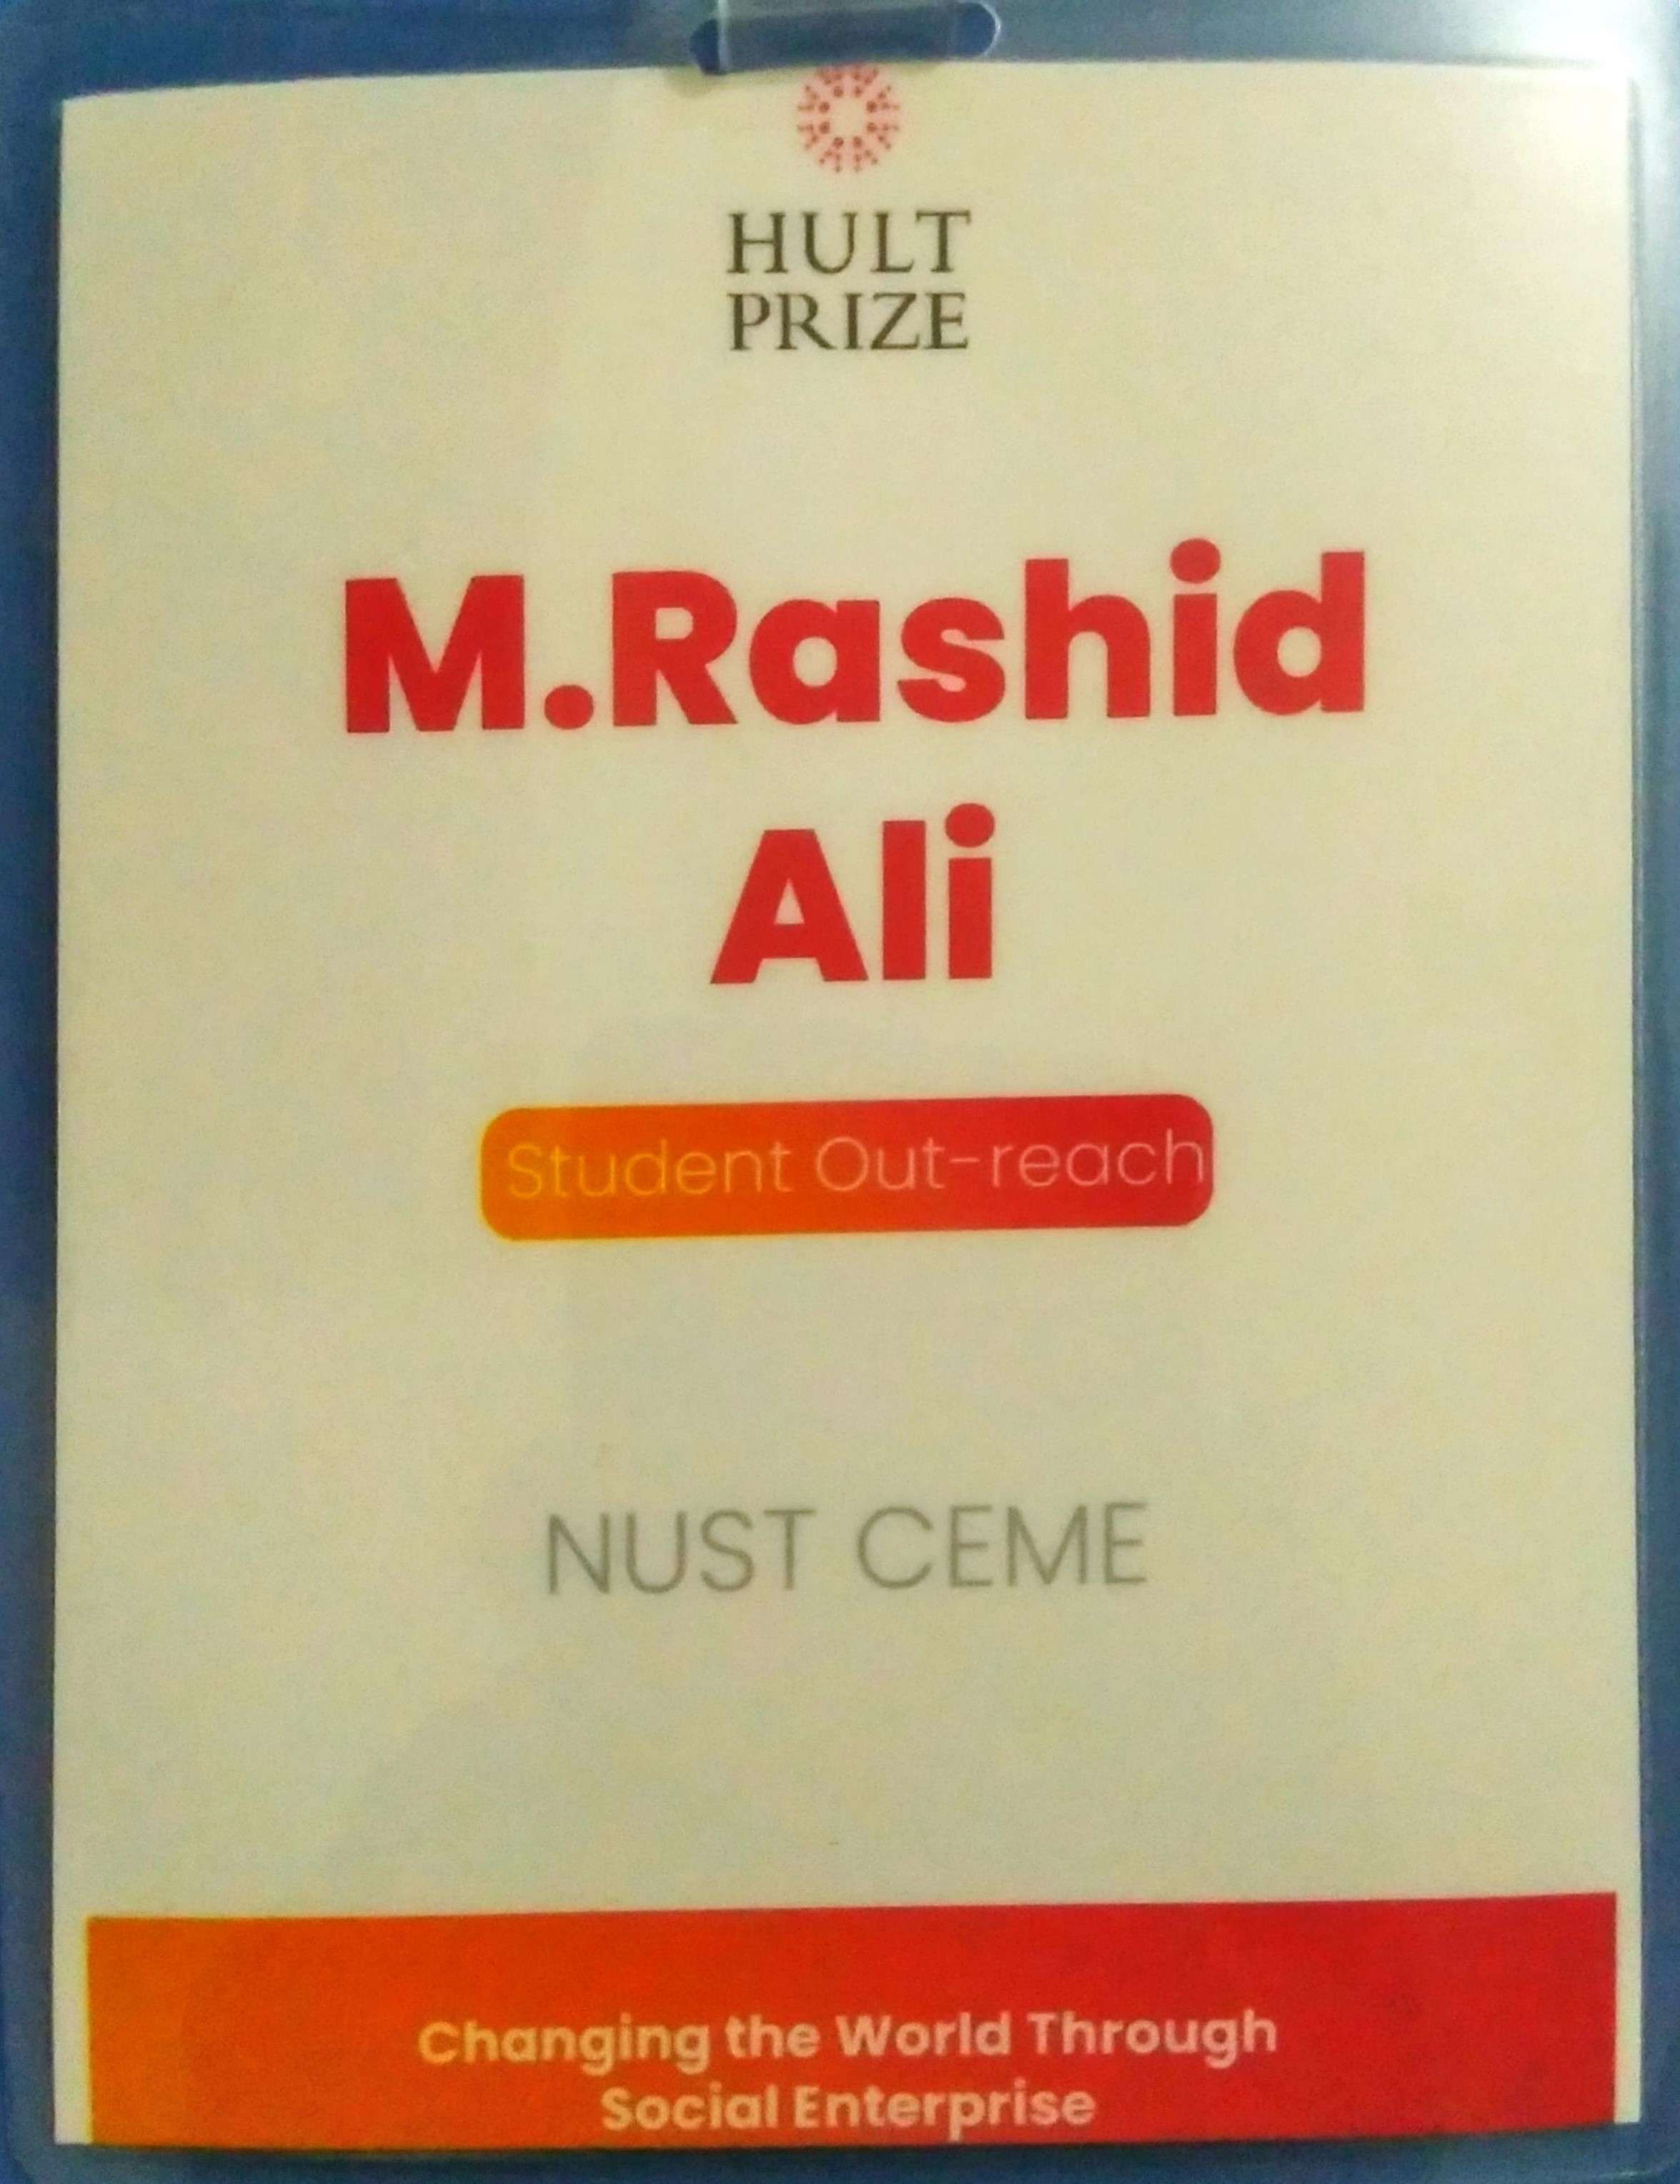 HULT
PRIZE
M.Rashid
Ali
Student Out-reach
NUST CEME
Changing the World Through
Social Enterprise